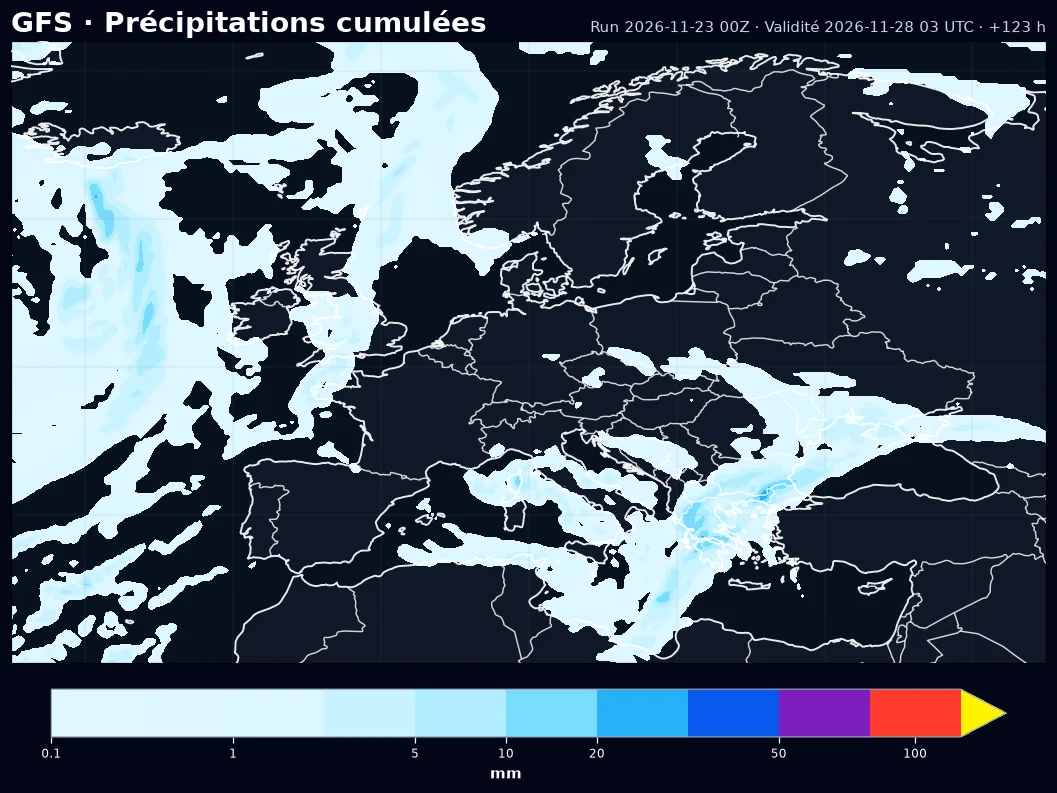 GFS · Précipitations cumulées
Run 2026-11-23 00Z · Validité 2026-11-28 03 UTC · +123 h
0.1 1 5 10 20 50 100
mm